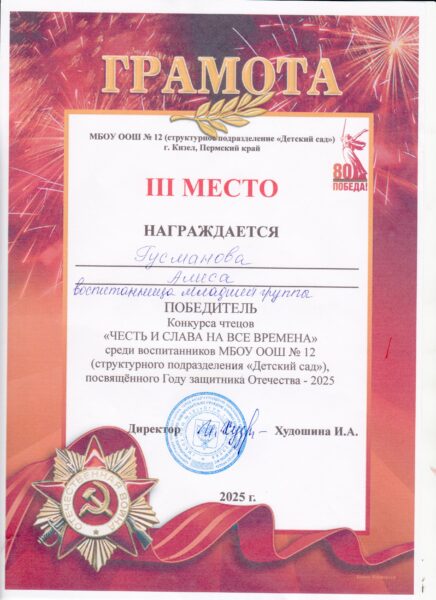 ГРАМОТА
МБОУ ООШ № 12 (структурное подразделение «Детский сад»)
г. Кизел, Пермский край
80
ПОБЕДА!
III МЕСТО
НАГРАЖДАЕТСЯ
Гусманова
Алиса
воспитанница младшей группы
ПОБЕДИТЕЛЬ
Конкурса чтецов
«ЧЕСТЬ И СЛАВА НА ВСЕ ВРЕМЕНА»
среди воспитанников МБОУ ООШ № 12
(структурного подразделения «Детский сад»),
посвящённого Году защитника Отечества - 2025
Директор Худошина И.А.
ОТЕЧЕСТВЕННАЯ ВОЙНА
2025 г.